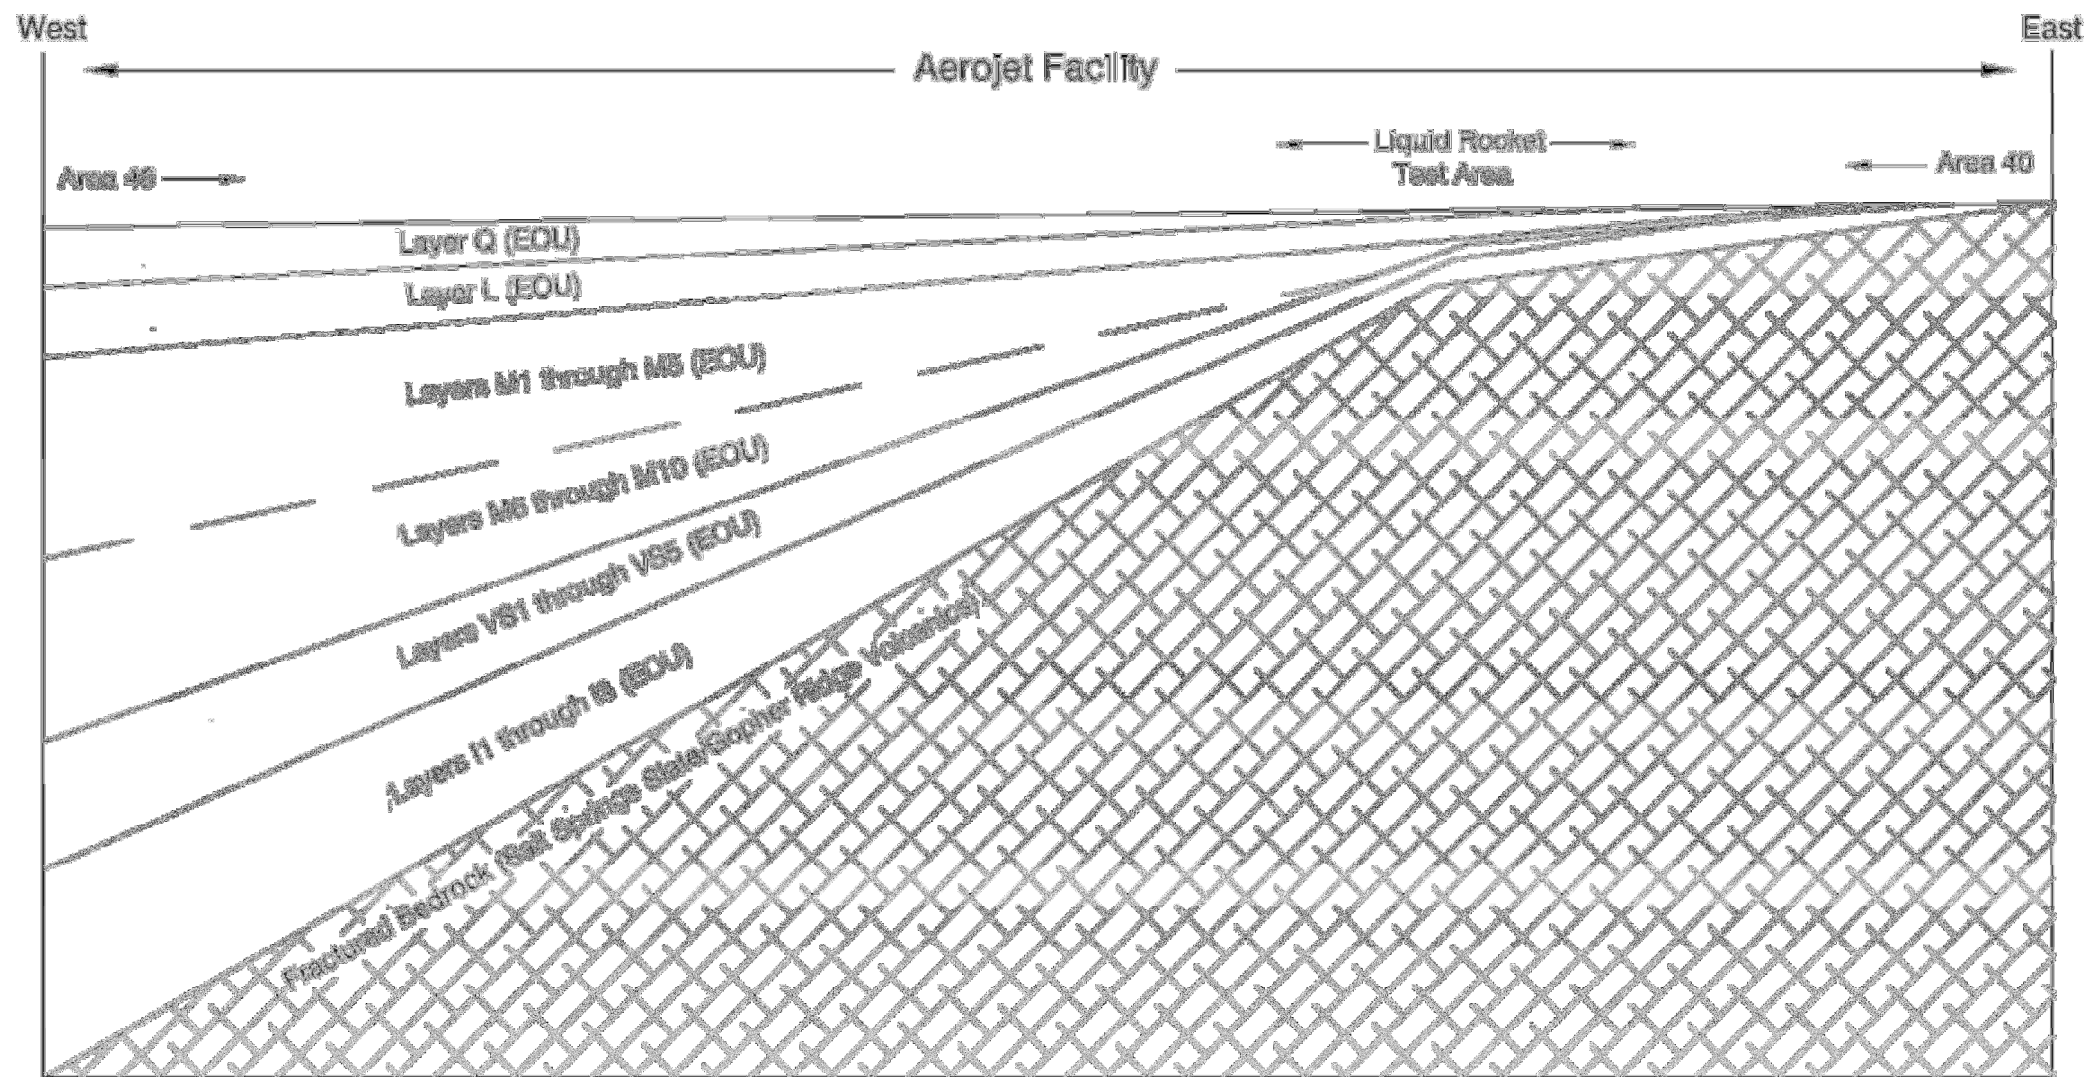 West
East
Aerojet Facility
Liquid Rocket
Test Area
Area 40
Area
Layer Q (EOU)
Layer L (EOU)
Layers M1 through M5 (EOU)
Layers M6 through M10 (EOU)
Layers VS1 through VS5 (EOU)
Layers I1 through (EOU)
Fractured Bedrock (Salt Springs Slate/Gopher Ridge Volcanics)